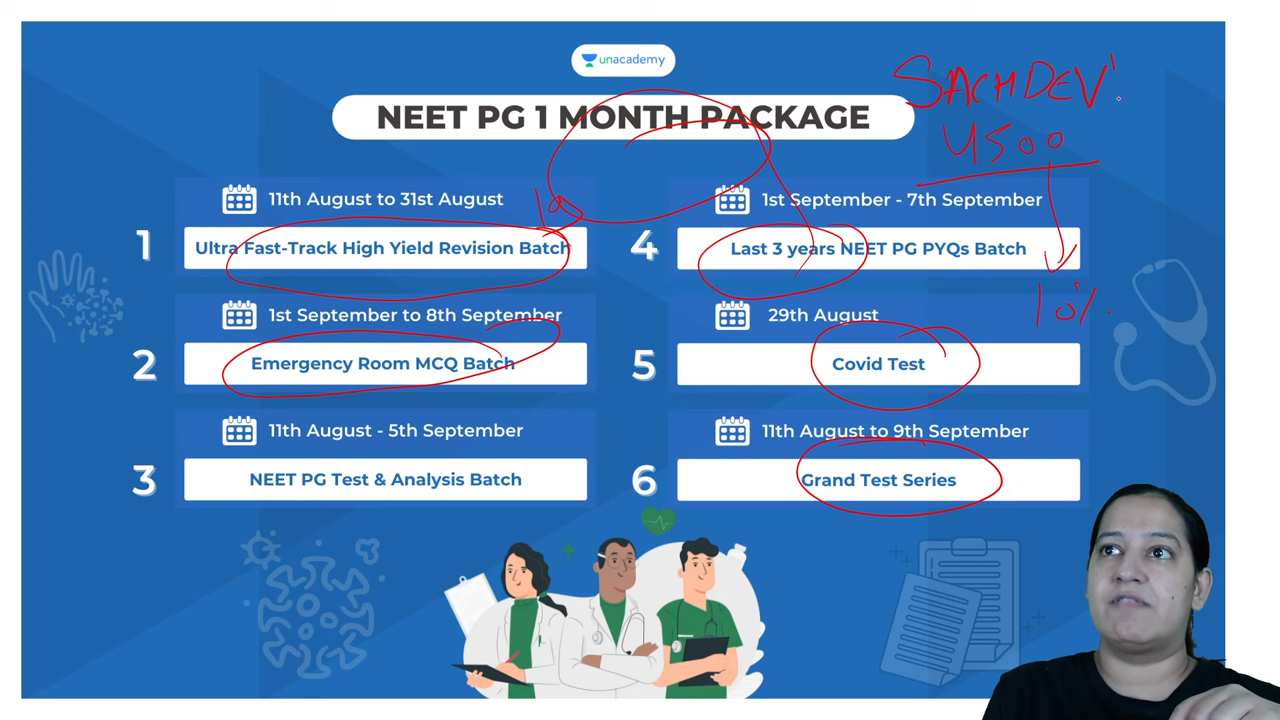 unacademy
NEET PG 1 MONTH PACKAGE
SACHDEV
4500
10%
1
11th August to 31st August
Ultra Fast-Track High Yield Revision Batch
2
1st September to 8th September
Emergency Room MCQ Batch
3
11th August - 5th September
NEET PG Test & Analysis Batch
4
1st September - 7th September
Last 3 years NEET PG PYQs Batch
5
29th August
Covid Test
6
11th August to 9th September
Grand Test Series